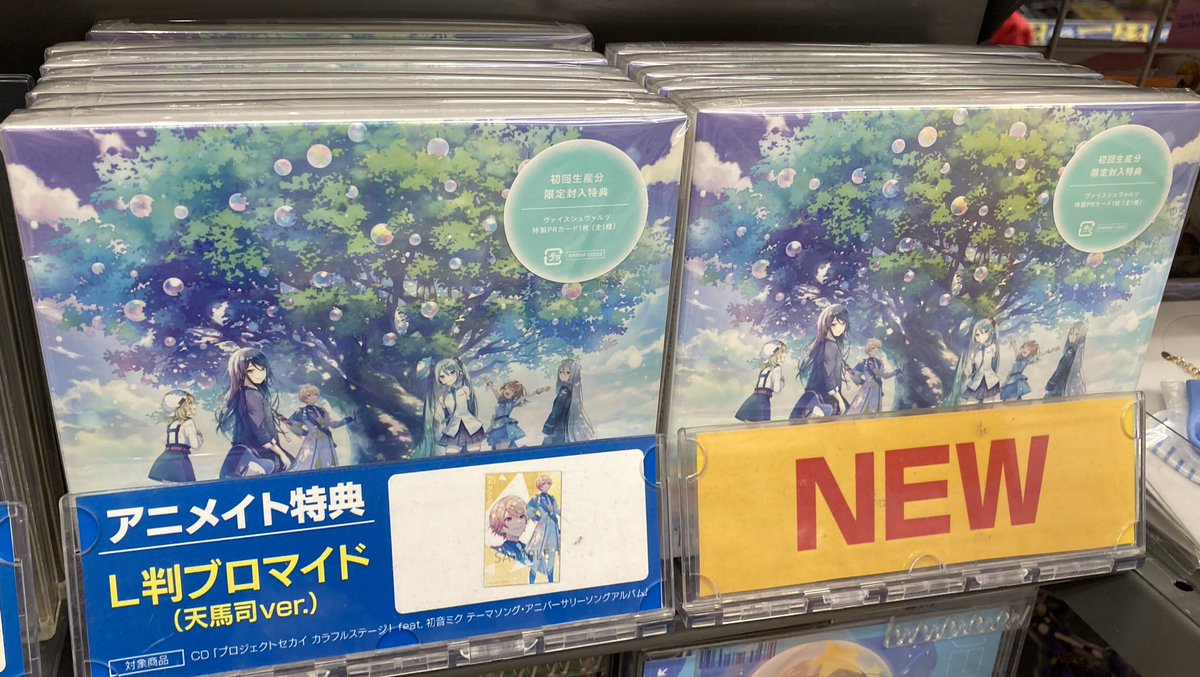 初回生産分
限定封入特典
ヴァイスシュヴァルツ
特製PRカード1枚(全1種)
BRMM-11002
初回生産分
限定封入特典
ヴァイスシュヴァルツ
特製PRカード1枚(全1種)
アニメイト特典
L判ブロマイド
(天馬司ver.)
対象商品
CD「プロジェクトセカイ カラフルステージ! feat. 初音ミク テーマソング・アニバーサリーソングアルバム」
NEW